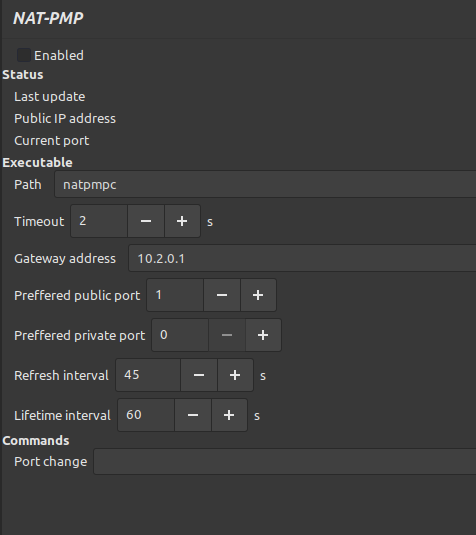 NAT-PMP
Enabled
Status
Last update
Public IP address
Current port
Executable
Path natpmpc
Timeout 2 − + s
Gateway address 10.2.0.1
Preffered public port 1 − +
Preffered private port 0 − +
Refresh interval 45 − + s
Lifetime interval 60 − + s
Commands
Port change